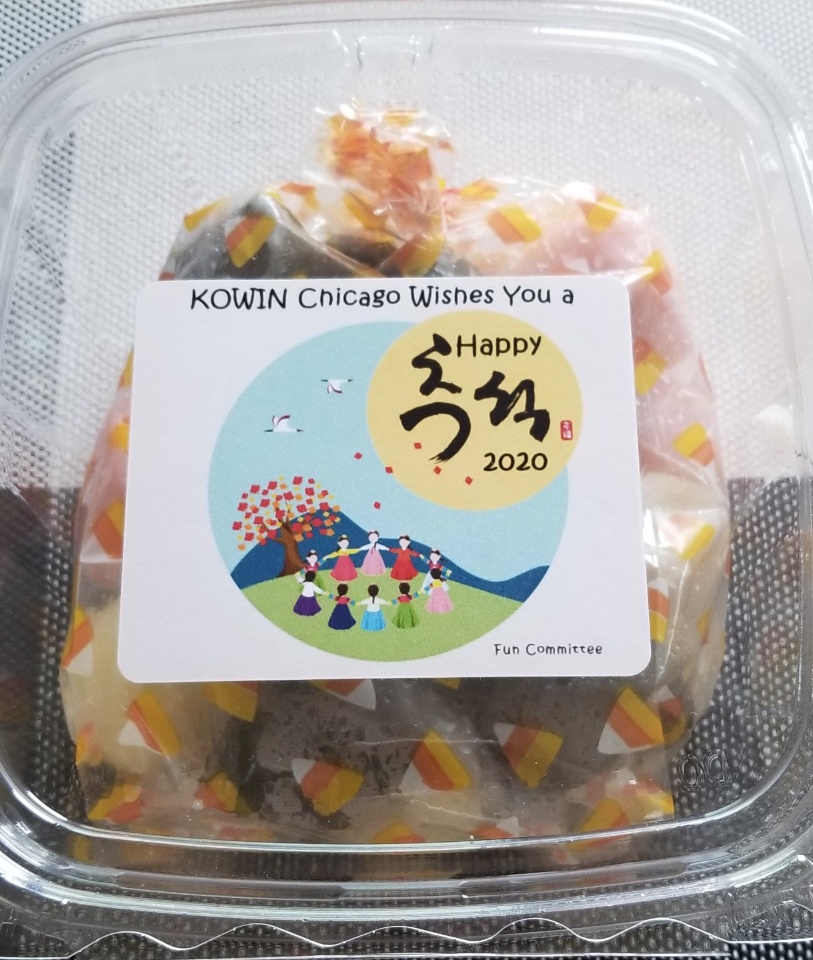 KOWIN Chicago Wishes You a
Happy
추석
2020
Fun Committee